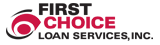 FIRST
CHOICE
LOAN SERVICES, INC.